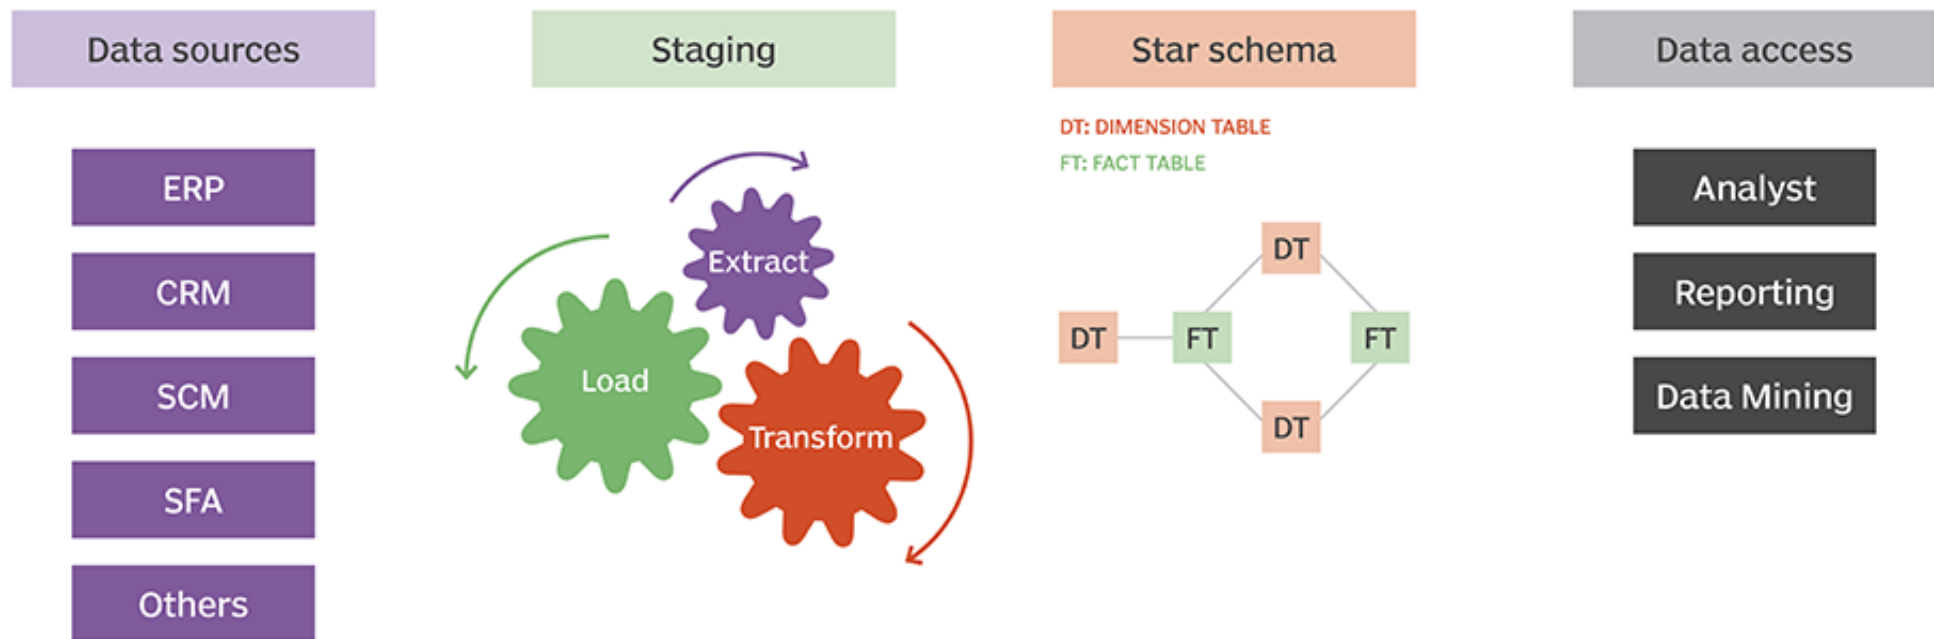 Data sources
Staging
Star schema
Data access
ERP
CRM
SCM
SFA
Others
Extract
Load
Transform
DT: DIMENSION TABLE
FT: FACT TABLE
DT
DT
FT
FT
DT
Analyst
Reporting
Data Mining